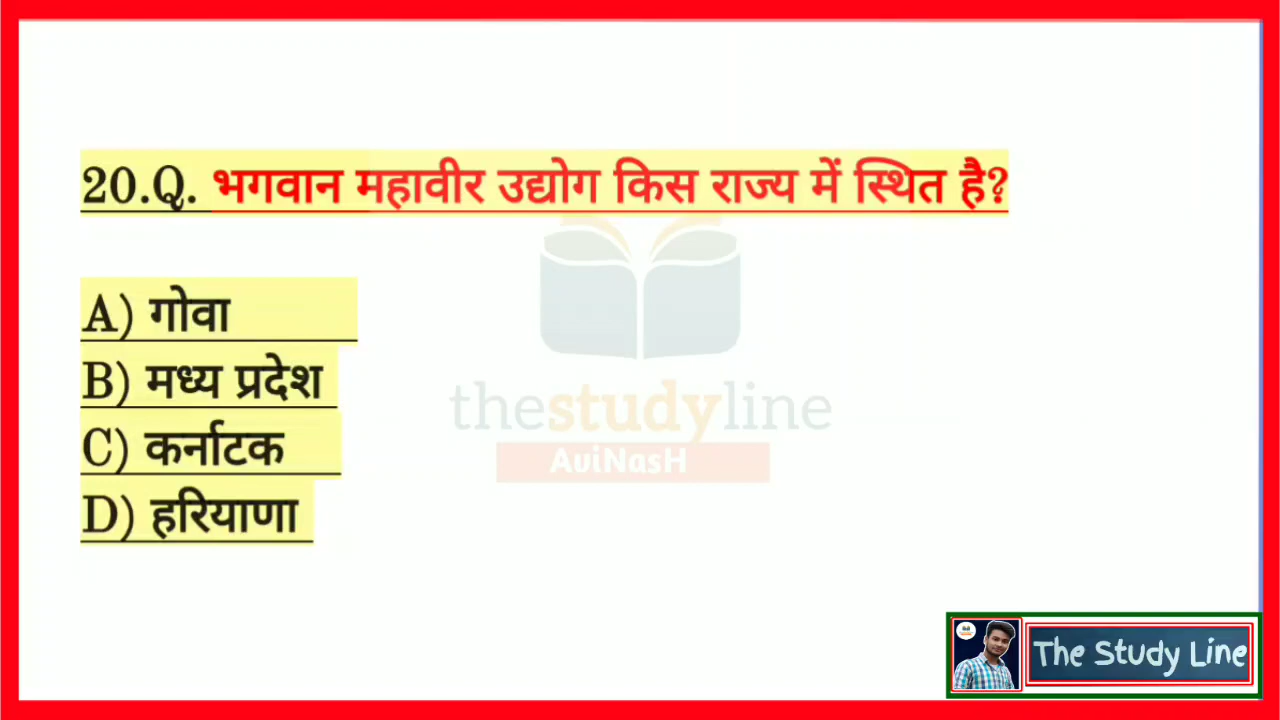 20.Q. भगवान महावीर उद्योग किस राज्य में स्थित है?
A) गोवा
B) मध्य प्रदेश
C) कर्नाटक
D) हरियाणा
thestudyline
AviNasH
The Study Line